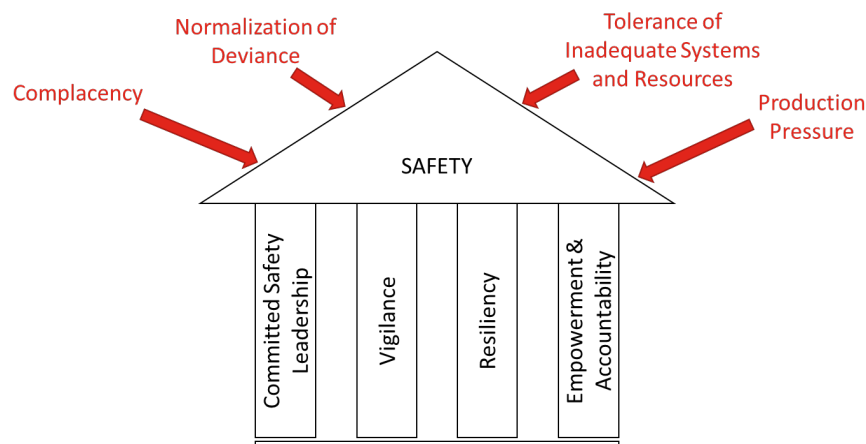 Normalization of
Deviance
Tolerance of
Inadequate Systems
and Resources
Complacency
Production
Pressure
SAFETY
Committed Safety
Leadership
Vigilance
Resiliency
Empowerment &
Accountability